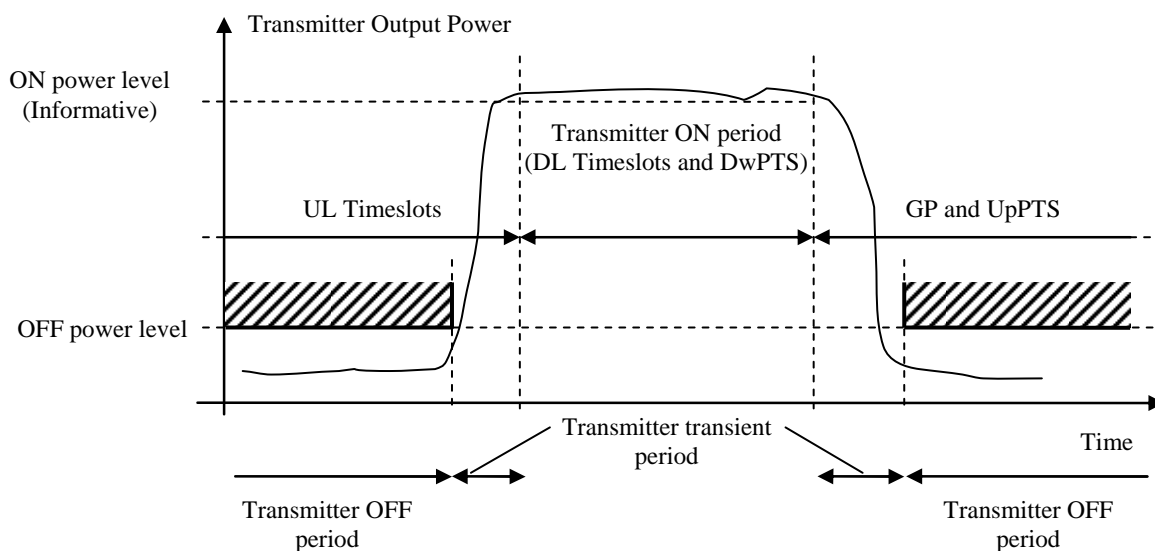 Transmitter Output Power
ON power level
(Informative)
Transmitter ON period
(DL Timeslots and DwPTS)
UL Timeslots
GP and UpPTS
OFF power level
Transmitter transient
period
Time
Transmitter OFF
period
Transmitter OFF
period